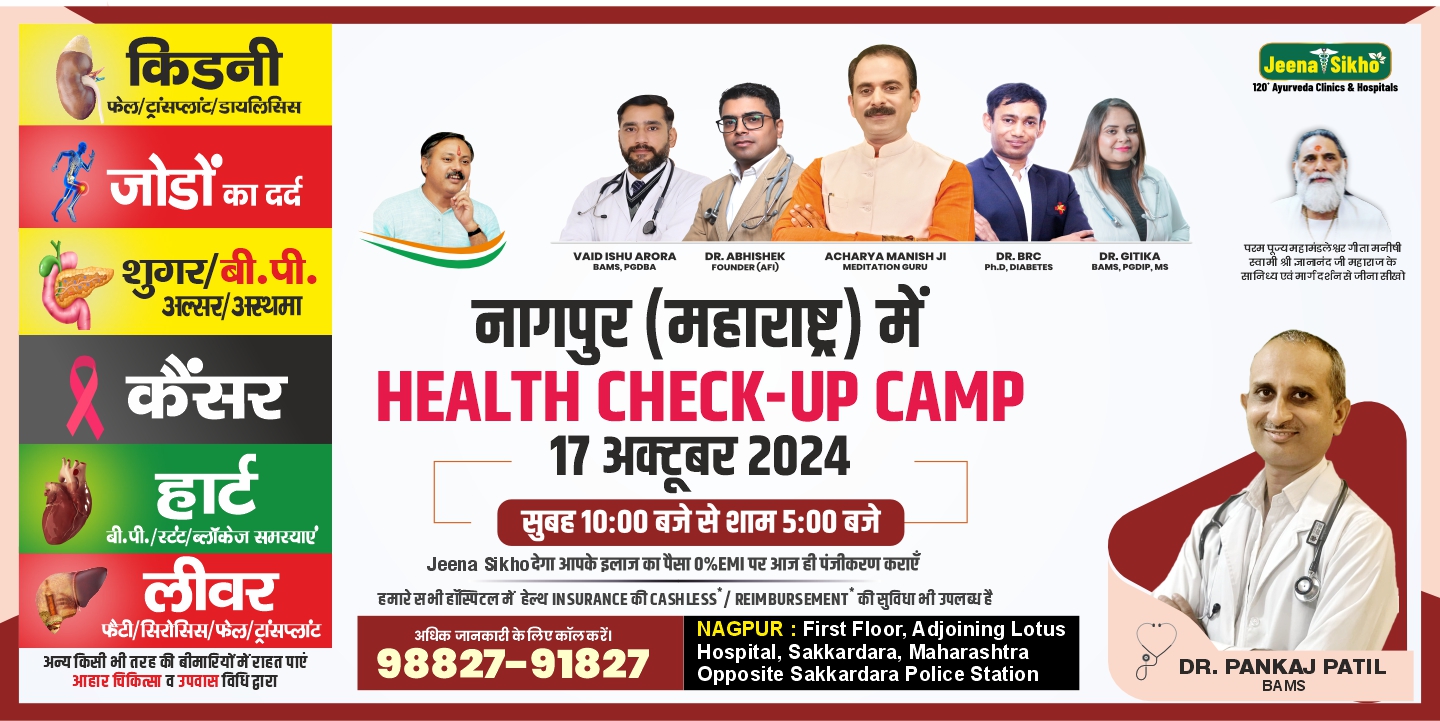 किडनी
फेल/ट्रांसप्लांट/डायलिसिस
जोडों का दर्द
शुगर/बी.पी.
अल्सर/अस्थमा
कैंसर
हार्ट
बी.पी./स्टंट/ब्लॉकेज समस्याएं
लीवर
फैटी/सिरोसिस/फेल/ट्रांसप्लांट
अन्य किसी भी तरह की बीमारियों में राहत पाएं
आहार चिकित्सा व उपवास विधि द्वारा
VAID ISHU ARORA
BAMS, PGDBA
DR. ABHISHEK
FOUNDER (AFI)
ACHARYA MANISH JI
MEDITATION GURU
DR. BRC
Ph.D, DIABETES
DR. GITIKA
BAMS, PGDIP, MS
Jeena Sikho
120+ Ayurveda Clinics & Hospitals
परम पूज्य महामंडलेश्वर गीता मनीषी
स्वामी श्री ज्ञानानंद जी महाराज के
सानिध्य एवं मार्ग दर्शन से जीना सीखो
नागपुर (महाराष्ट्र) में
HEALTH CHECK-UP CAMP
17 अक्टूबर 2024
सुबह 10:00 बजे से शाम 5:00 बजे
Jeena Sikho देगा आपके इलाज का पैसा 0% EMI पर आज ही पंजीकरण कराएँ
हमारे सभी हॉस्पिटल में हेल्थ INSURANCE की CASHLESS* / REIMBURSEMENT* की सुविधा भी उपलब्ध है
अधिक जानकारी के लिए कॉल करें।
98827-91827
NAGPUR : First Floor, Adjoining Lotus
Hospital, Sakkardara, Maharashtra
Opposite Sakkardara Police Station
DR. PANKAJ PATIL
BAMS